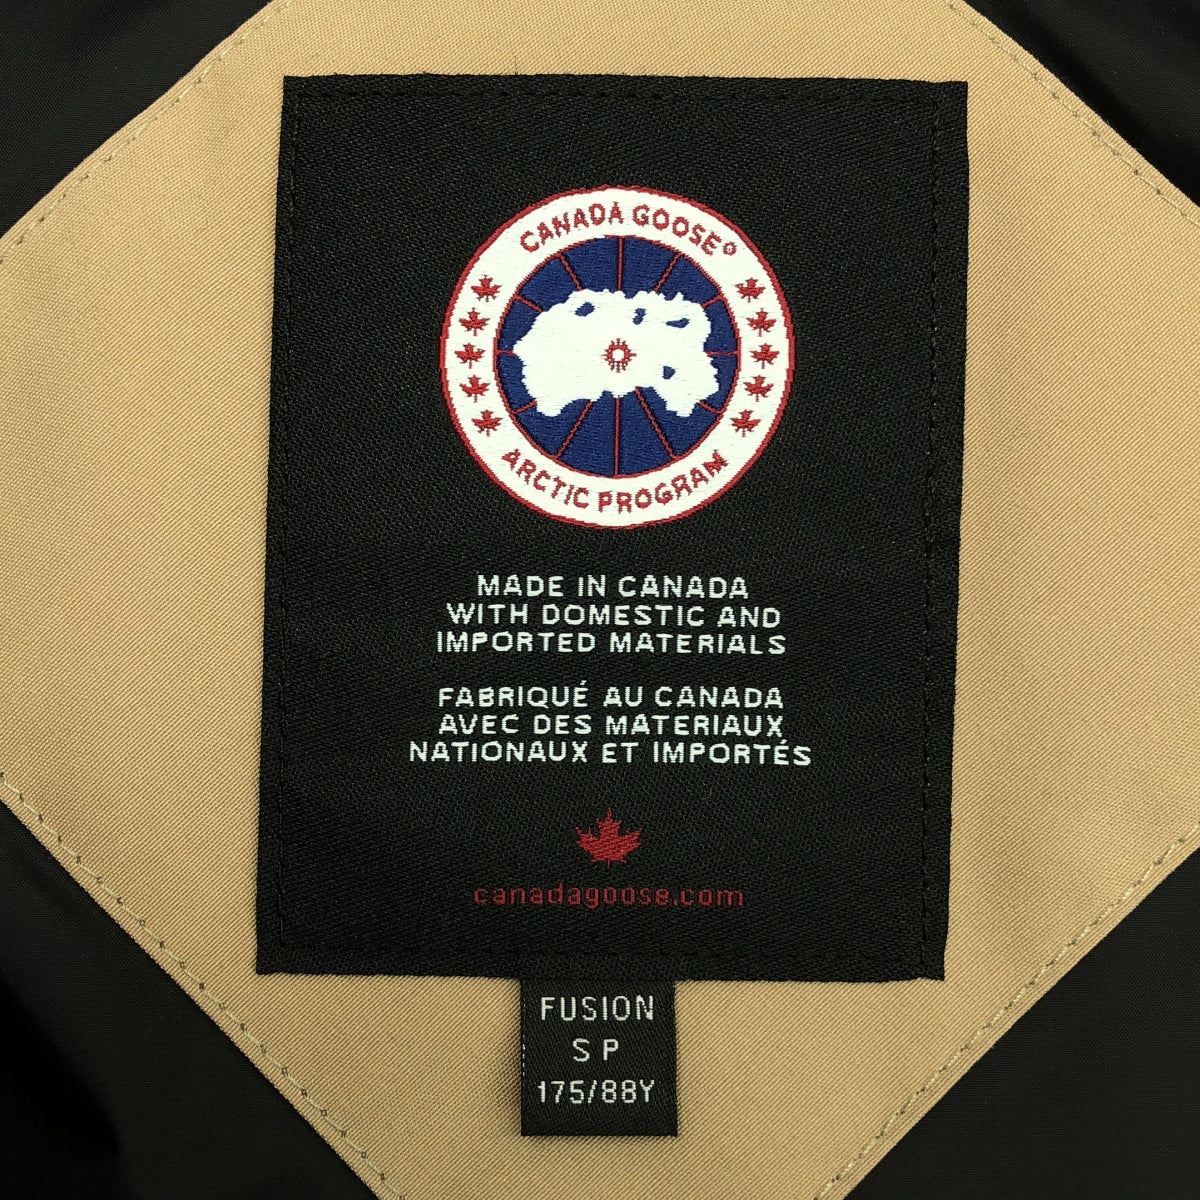 CANADA GOOSE®
ARCTIC PROGRAM
MADE IN CANADA
WITH DOMESTIC AND
IMPORTED MATERIALS
FABRIQUÉ AU CANADA
AVEC DES MATERIAUX
NATIONAUX ET IMPORTÉS
canadagoose.com
FUSION
S P
175/88Y